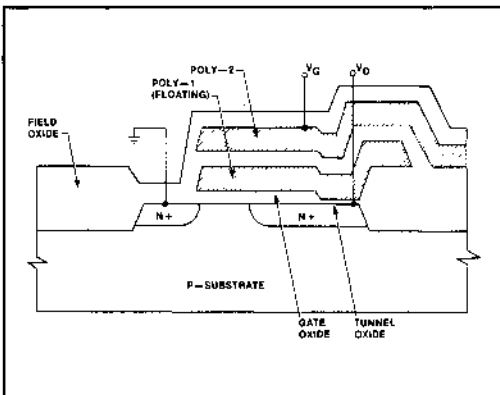 POLY-2
POLY-1
(FLOATING)
VG
VD
FIELD
OXIDE
N+
N+
P-SUBSTRATE
GATE
OXIDE
TUNNEL
OXIDE